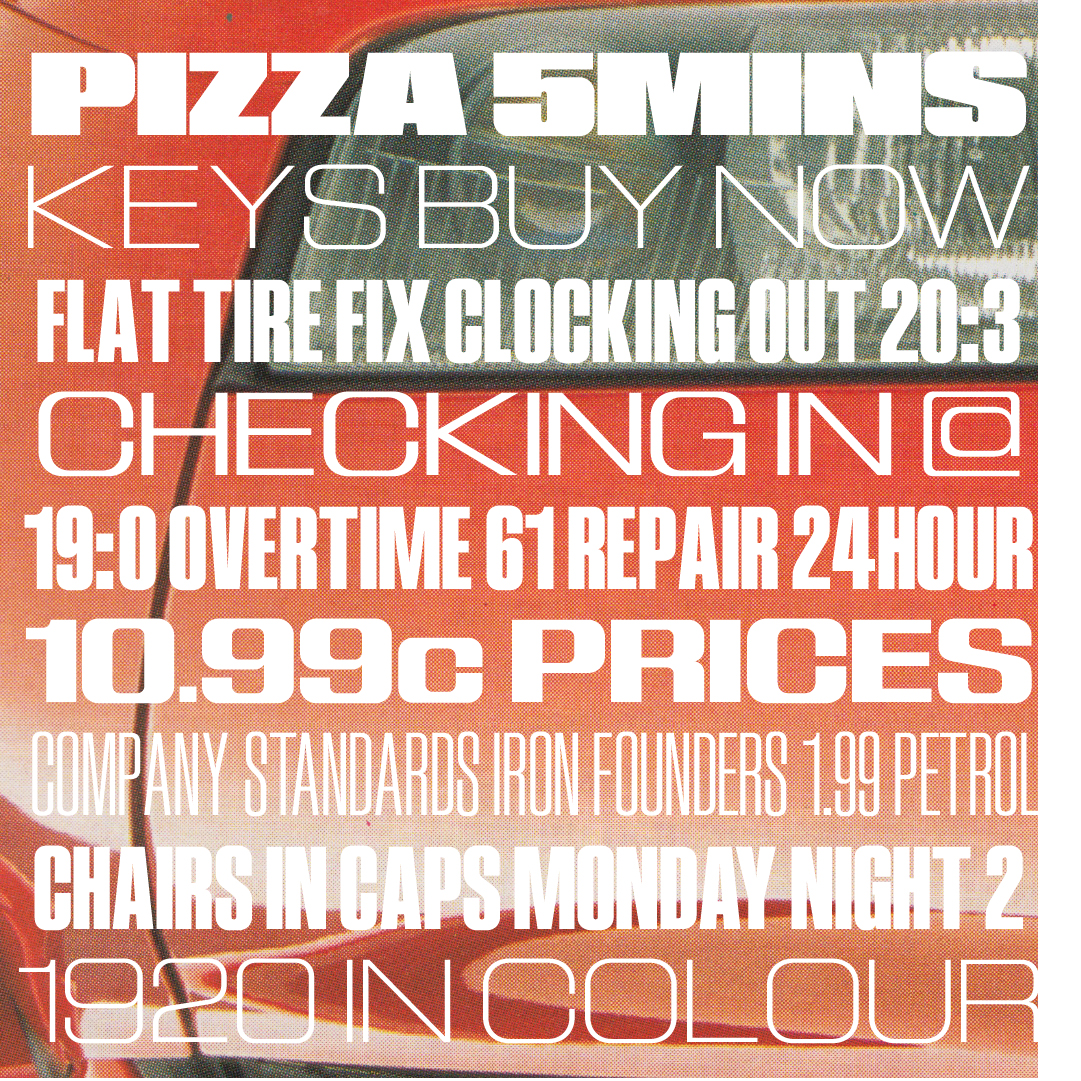 PIZZA 5MINS
KEYS BUY NOW
FLAT TIRE FIX CLOCKING OUT 20:3
CHECKING IN @
19:0 OVERTIME 61 REPAIR 24HOUR
10.99c PRICES
COMPANY STANDARDS IRON FOUNDERS 1.99 PETROL
CHAIRS IN CAPS MONDAY NIGHT 2
1920 IN COLOUR